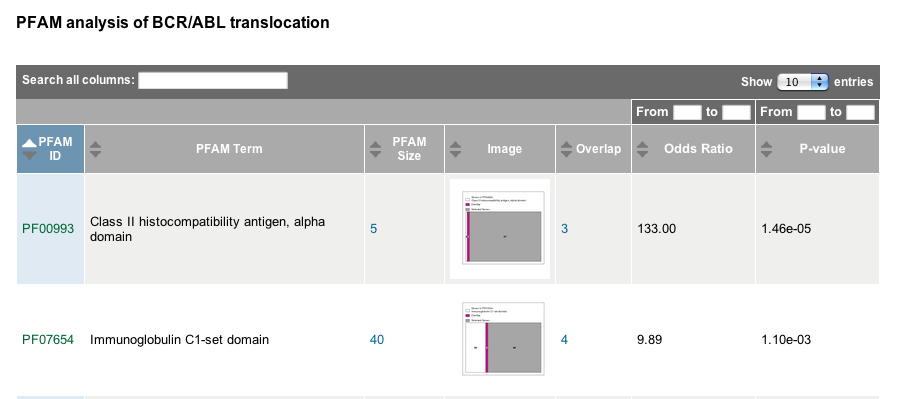 PFAM analysis of BCR/ABL translocation
Search all columns:
Show 10 entries
From to From to
PFAM ID PFAM Term PFAM Size Image Overlap Odds Ratio P-value
PF00993 Class II histocompatibility antigen, alpha domain 5 3 133.00 1.46e-05
PF07654 Immunoglobulin C1-set domain 40 4 9.89 1.10e-03